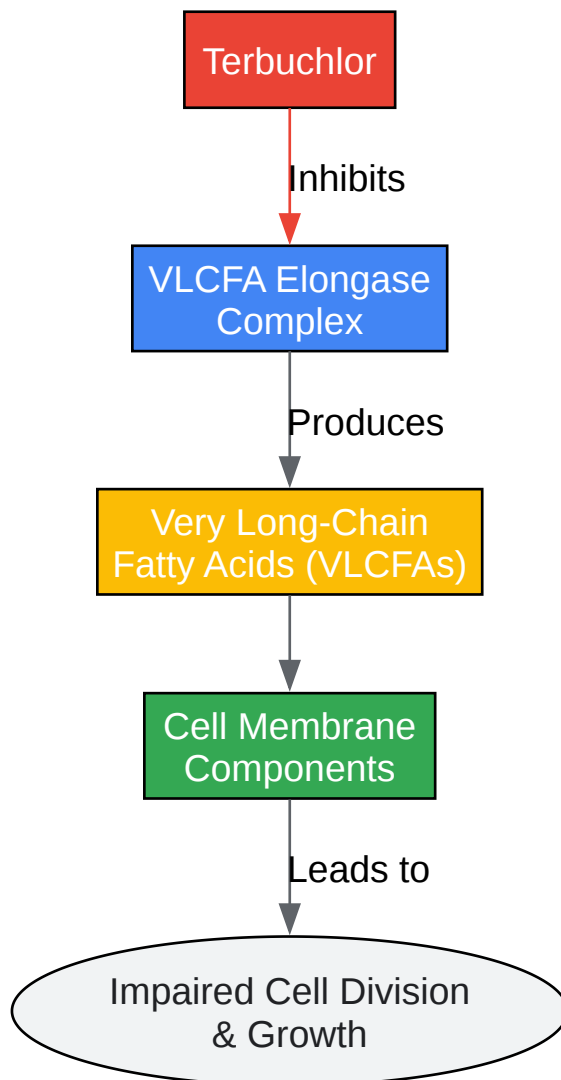 Terbuchlor
Inhibits
VLCFA Elongase
Complex
Produces
Very Long-Chain
Fatty Acids (VLCFAs)
Cell Membrane
Components
Leads to
Impaired Cell Division
& Growth